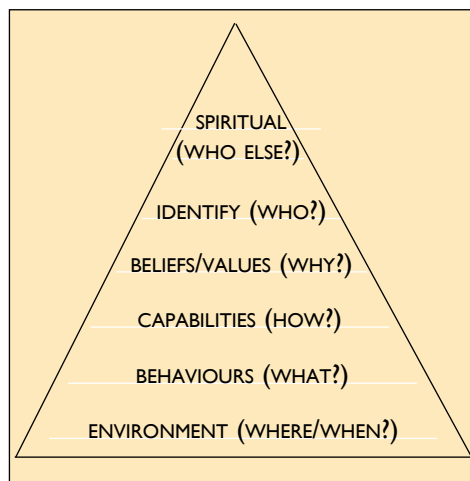 SPIRITUAL
(WHO ELSE?)
IDENTIFY (WHO?)
BELIEFS/VALUES (WHY?)
CAPABILITIES (HOW?)
BEHAVIOURS (WHAT?)
ENVIRONMENT (WHERE/WHEN?)